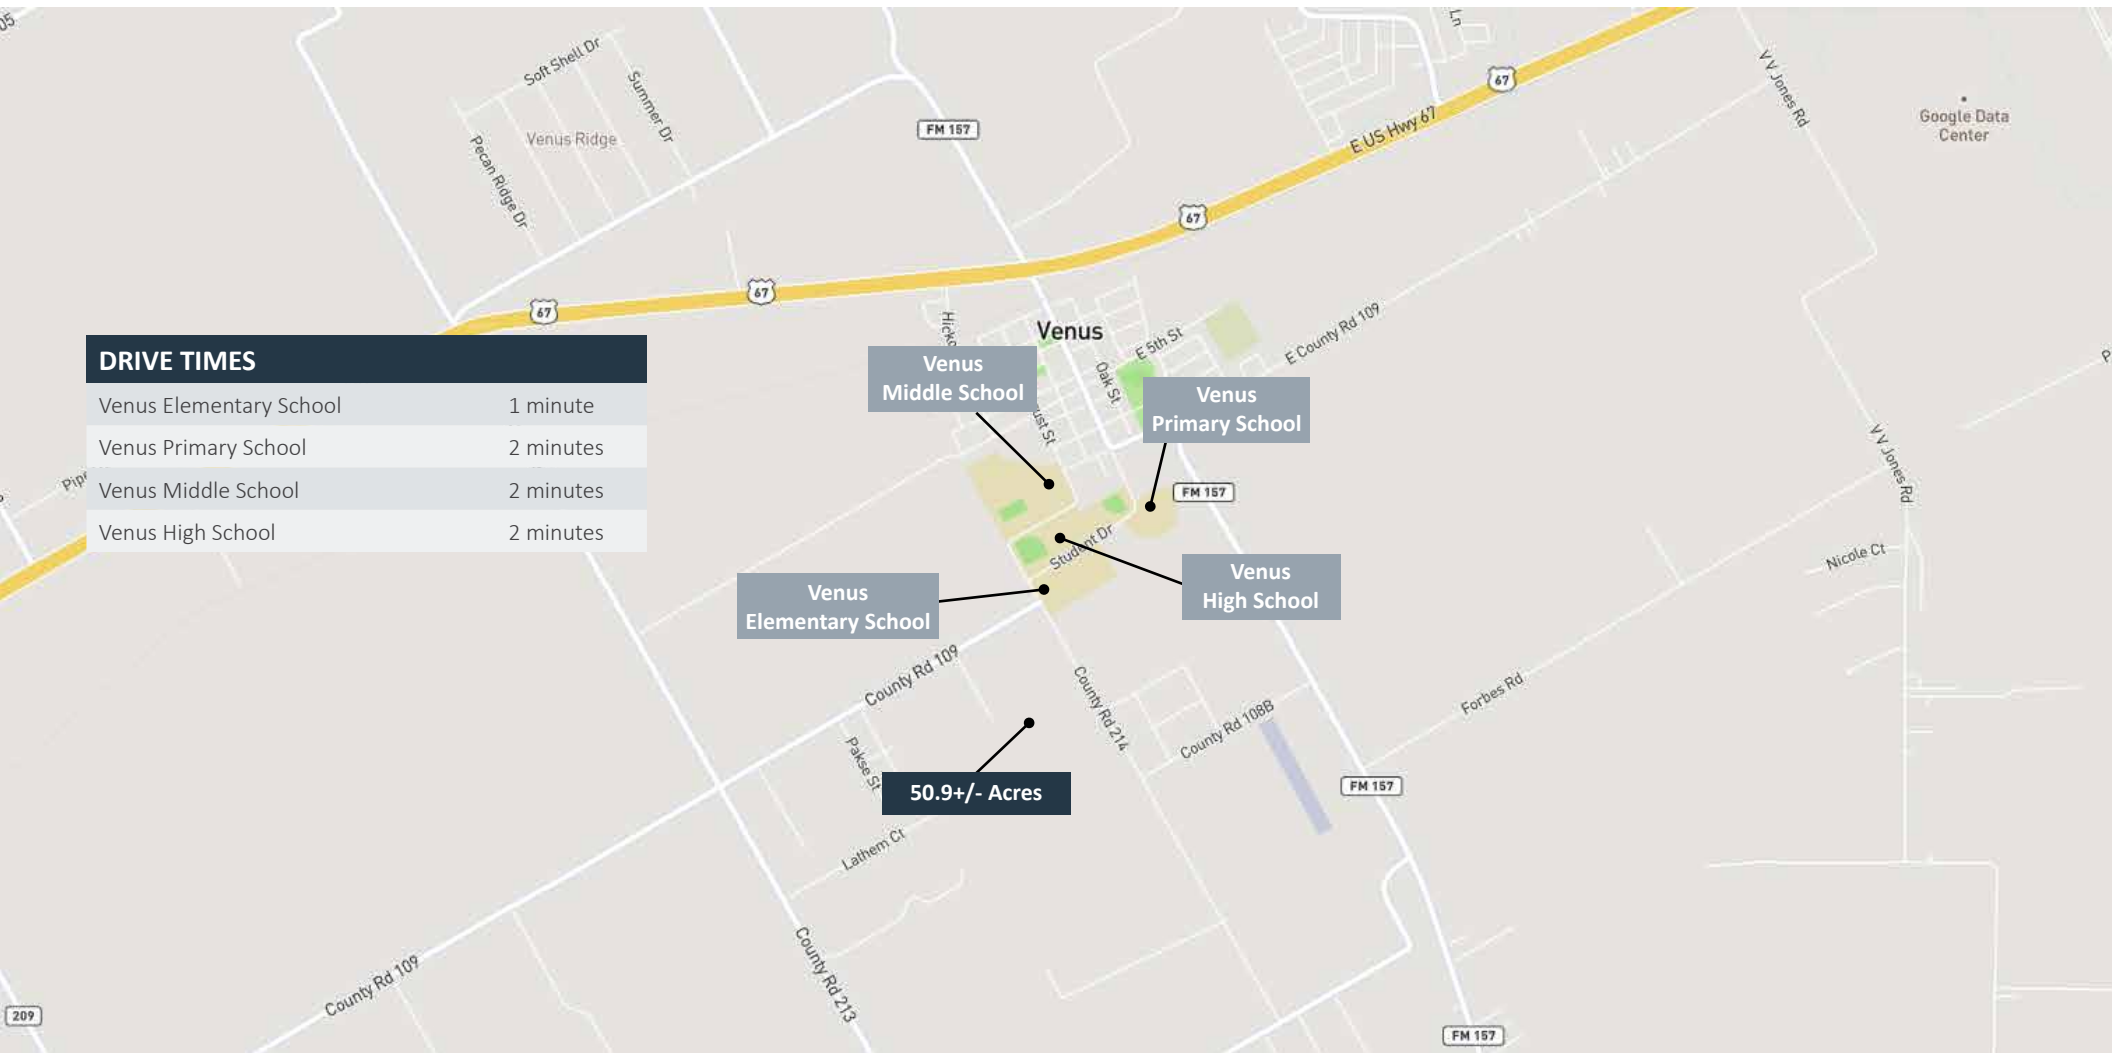 05
Ln
Soft Shell Dr
Summer Dr
Venus Ridge
Pecan Ridge Dr
FM 157
67
E US Hwy 67
V V Jones Rd
Google Data
Center
67
67
67
Venus
E 5th St
Oak St
E County Rd 109
DRIVE TIMES
Venus Elementary School 1 minute
Venus Primary School 2 minutes
Venus Middle School 2 minutes
Venus High School 2 minutes
Venus
Middle School
Venus
Primary School
FM 157
V V Jones Rd
Student Dr
Nicole Ct
Venus
Elementary School
Venus
High School
County Rd 109
County Rd 214
County Rd 108B
Forbes Rd
Pakse St
50.9+/- Acres
FM 157
Lathem Ct
County Rd 109
County Rd 213
209
FM 157